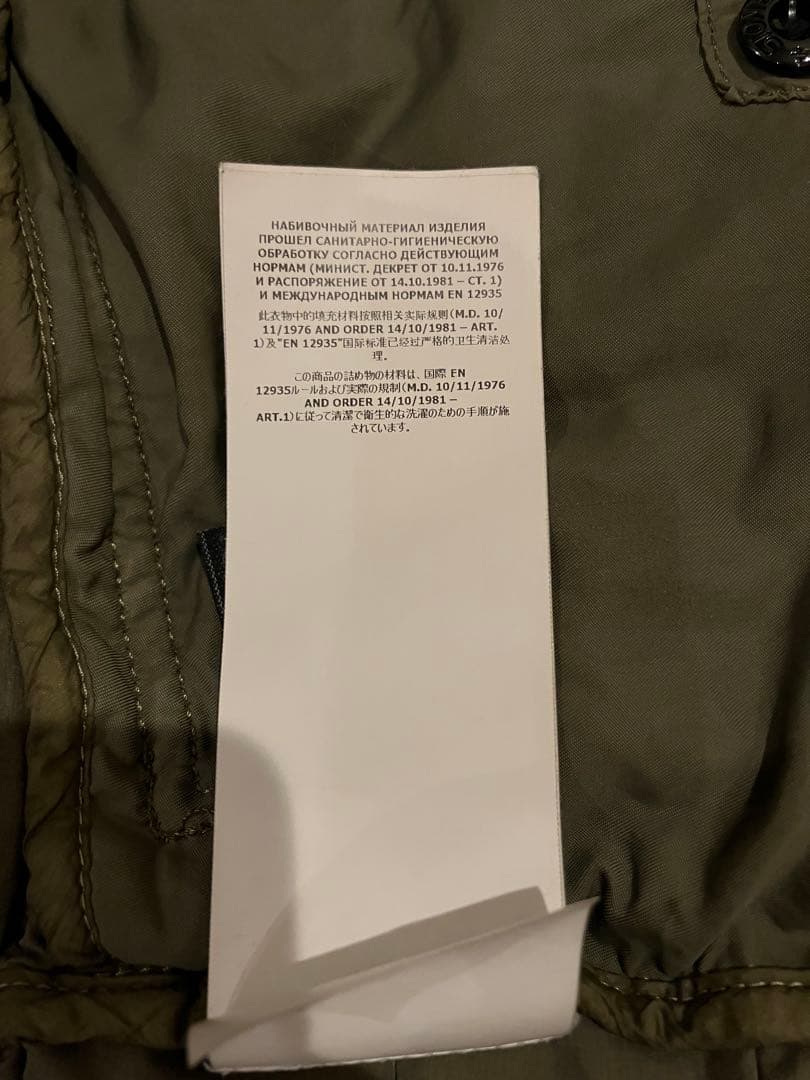 НАБИВОЧНЫЙ МАТЕРИАЛ ИЗДЕЛИЯ
ПРОШЕЛ САНИТАРНО-ГИГИЕНИЧЕСКУЮ
ОБРАБОТКУ СОГЛАСНО ДЕЙСТВУЮЩИМ
НОРМАМ (МИНИСТ. ДЕКРЕТ ОТ 10.11.1976
И РАСПОРЯЖЕНИЕ ОТ 14.10.1981 – СТ. 1)
И МЕЖДУНАРОДНЫМ НОРМАМ EN 12935
此衣物中的填充材料按照相关实际规则(M.D. 10/
11/1976 AND ORDER 14/10/1981 – ART.
1)及"EN 12935"国际标准已经过严格的卫生清洁处
理。
この商品の詰め物の材料は、国際 EN
12935ルールおよび実際の規制(M.D. 10/11/1976
AND ORDER 14/10/1981 –
ART.1)に従って清潔で衛生的な洗濯のための手順が施
されています。